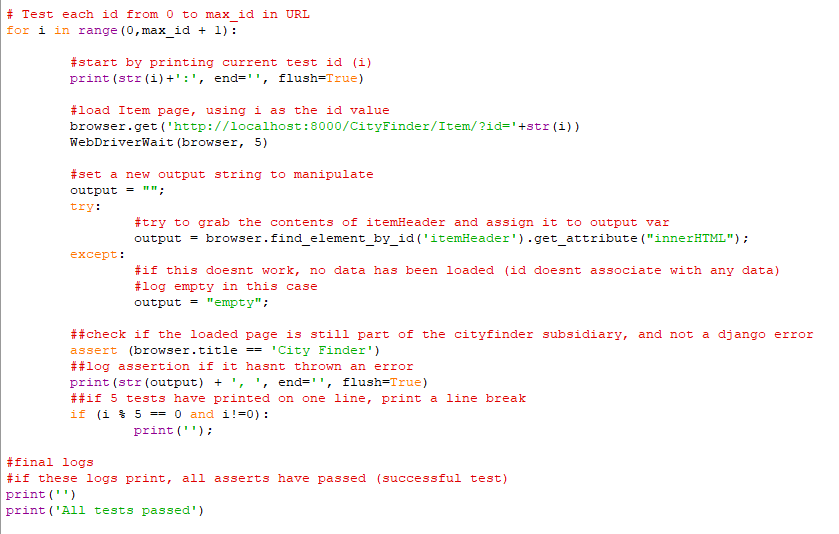 # Test each id from 0 to max_id in URL
for i in range(0,max_id + 1):
#start by printing current test id (i)
print(str(i)+':', end='', flush=True)
#load Item page, using i as the id value
browser.get('http://localhost:8000/CityFinder/Item/?id='+str(i))
WebDriverWait(browser, 5)
#set a new output string to manipulate
output = "";
try:
#try to grab the contents of itemHeader and assign it to output var
output = browser.find_element_by_id('itemHeader').get_attribute("innerHTML");
except:
#if this doesnt work, no data has been loaded (id doesnt associate with any data)
#log empty in this case
output = "empty";
##check if the loaded page is still part of the cityfinder subsidiary, and not a django error
assert (browser.title == 'City Finder')
##log assertion if it hasnt thrown an error
print(str(output) + ', ', end='', flush=True)
##if 5 tests have printed on one line, print a line break
if (i % 5 == 0 and i!=0):
print('');
#final logs
#if these logs print, all asserts have passed (successful test)
print('')
print('All tests passed')